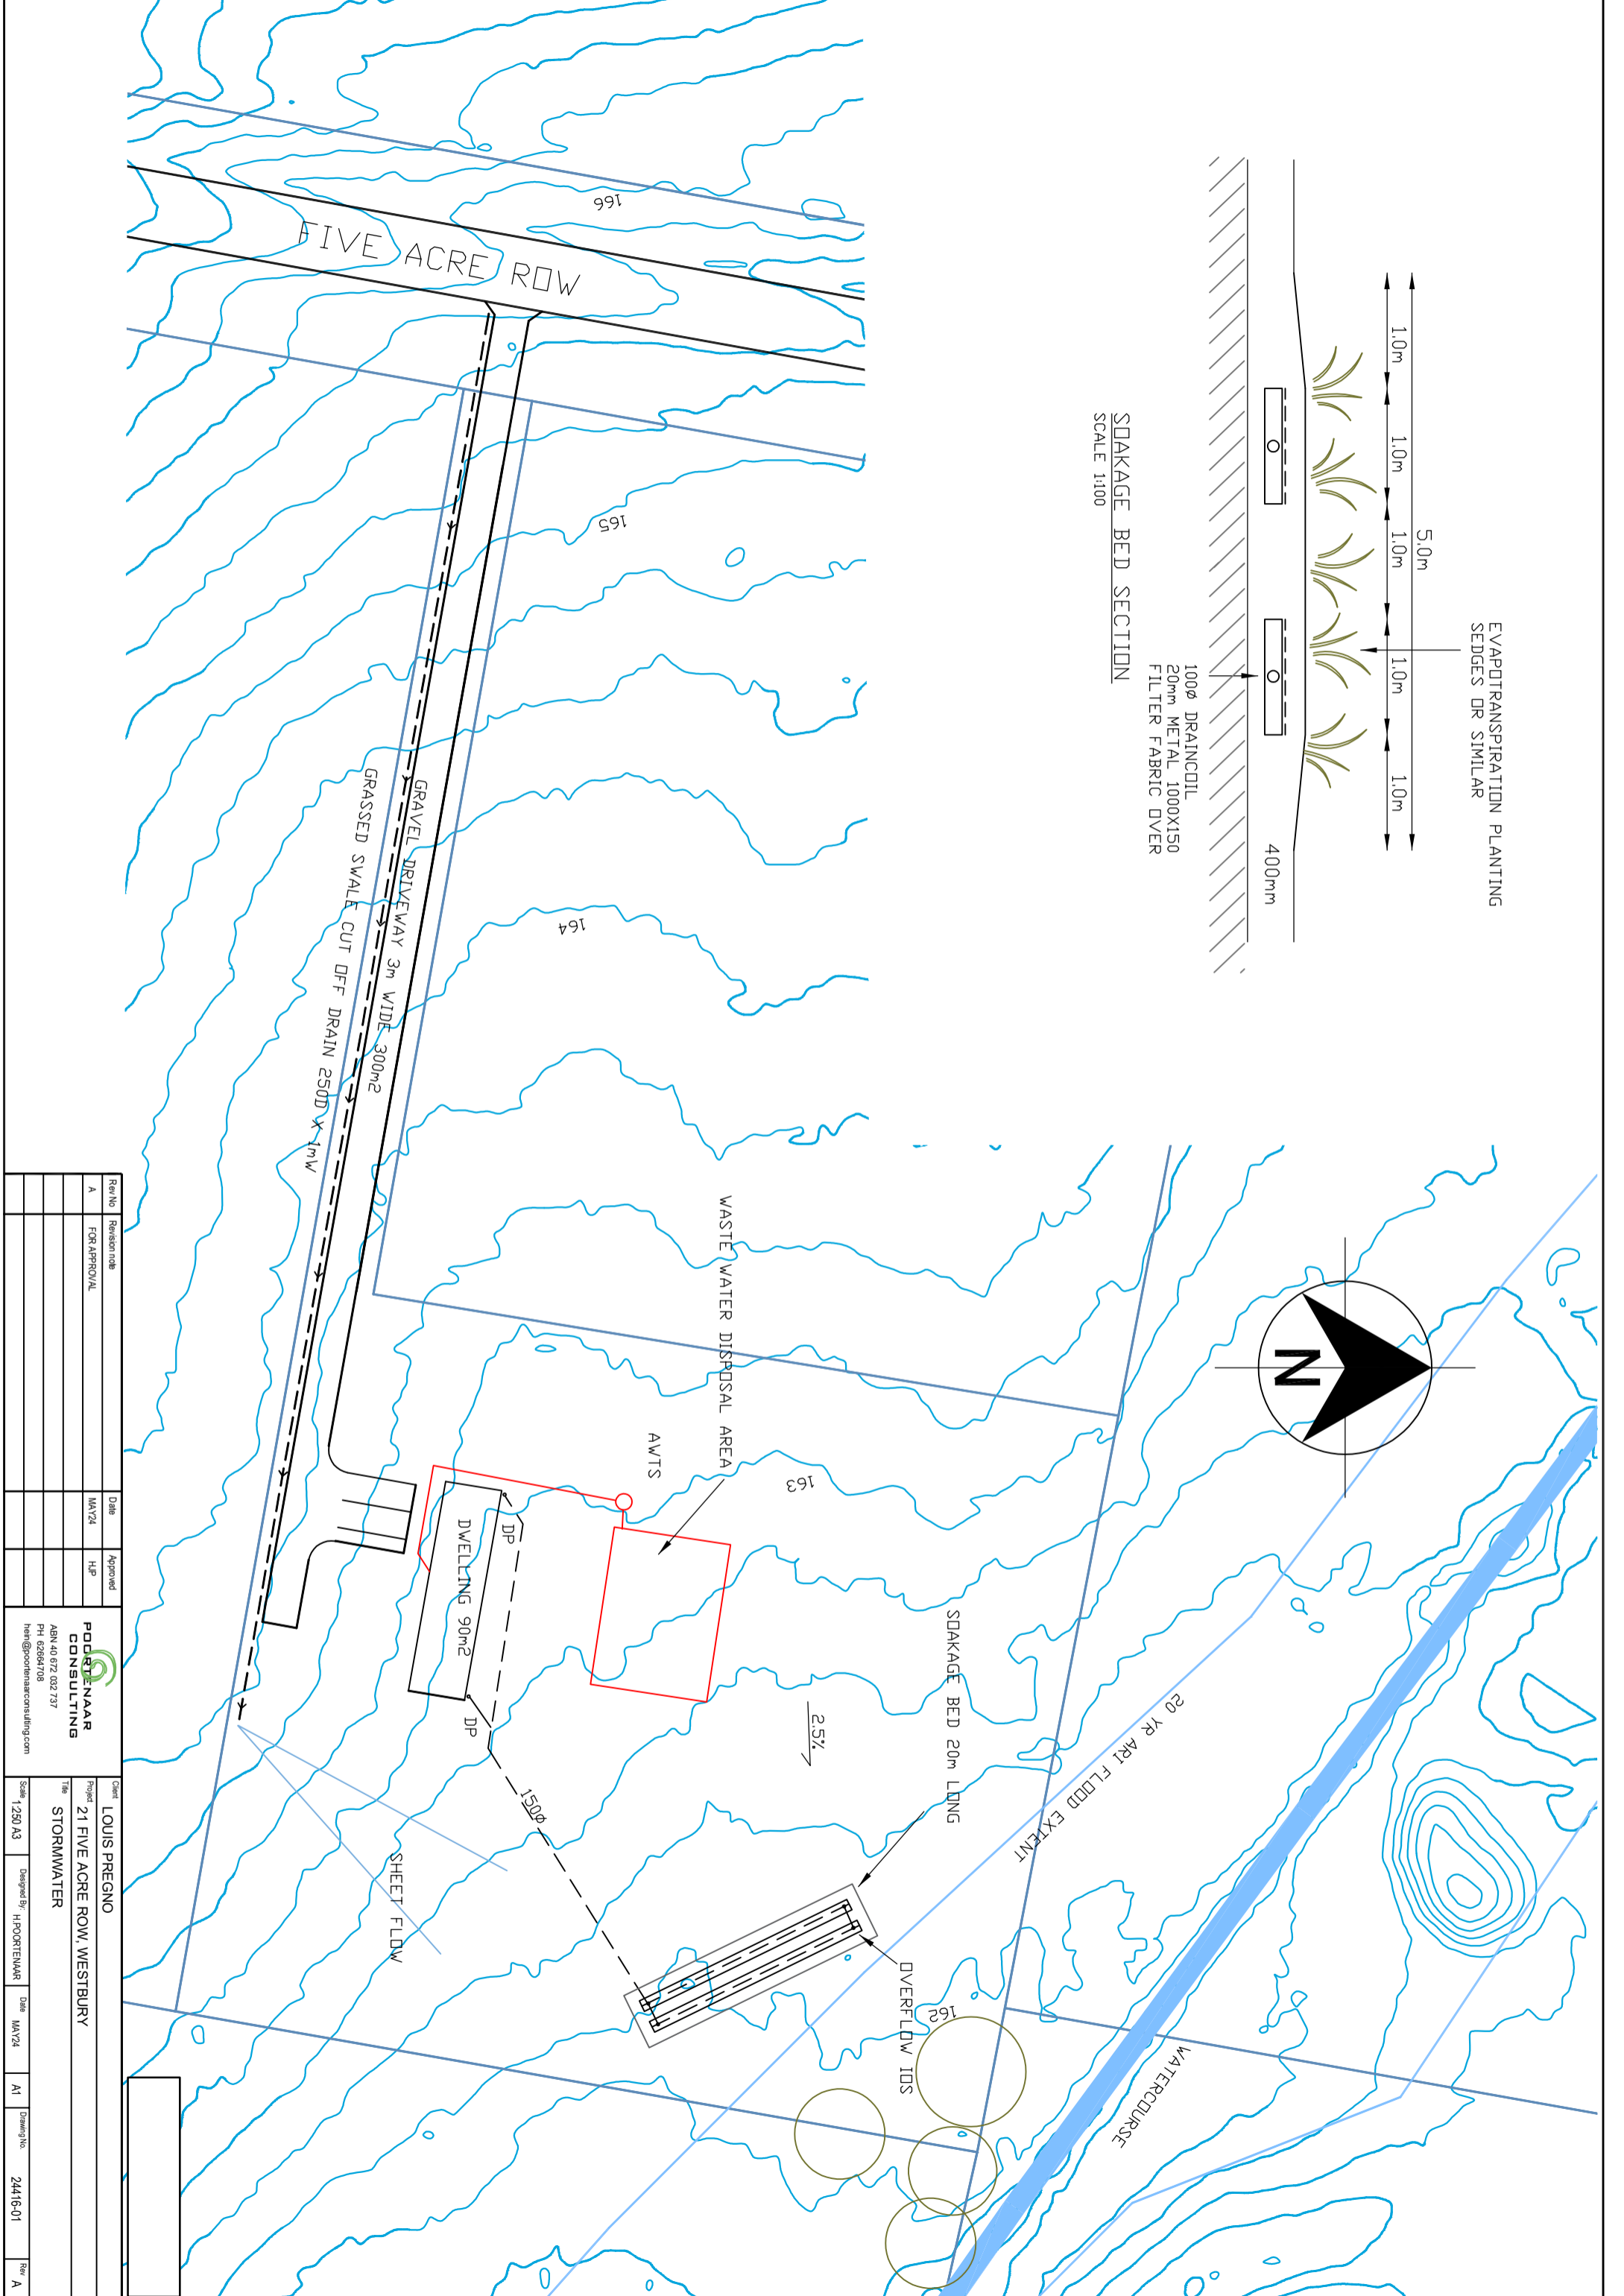 EVAPOTRANSPIRATION PLANTING
SEDGES OR SIMILAR
5.0m
1.0m
1.0m
1.0m
1.0m
1.0m
400mm
100Ø DRAINCOIL
20mm METAL 1000X150
FILTER FABRIC OVER
SOAKAGE BED SECTION
SCALE 1:100
N
FIVE ACRE ROW
166
165
164
163
162
GRAVEL DRIVEWAY 3m WIDE 300m2
GRASSED SWALE CUT OFF DRAIN 250D X 1mW
WASTE WATER DISPOSAL AREA
AWTS
DP
DWELLING 90m2
DP
150Ø
SHEET FLOW
2.5%
SOAKAGE BED 20m LONG
OVERFLOW IOS
20 YR ARI FLOOD EXTENT
WATERCOURSE
Rev No
Revision note
Date
Approved
A
FOR APPROVAL
MAY24
HJP
POORTENAAR
CONSULTING
ABN 40 672 032 737
PH 62664708
hein@poortenaarconsulting.com
Client
LOUIS PREGNO
Project
21 FIVE ACRE ROW, WESTBURY
Title
STORMWATER
Scale 1:250 A3
Designed By: HJPOORTENAAR
Date MAY24
A1
Drawing No. 24416-01
Rev A